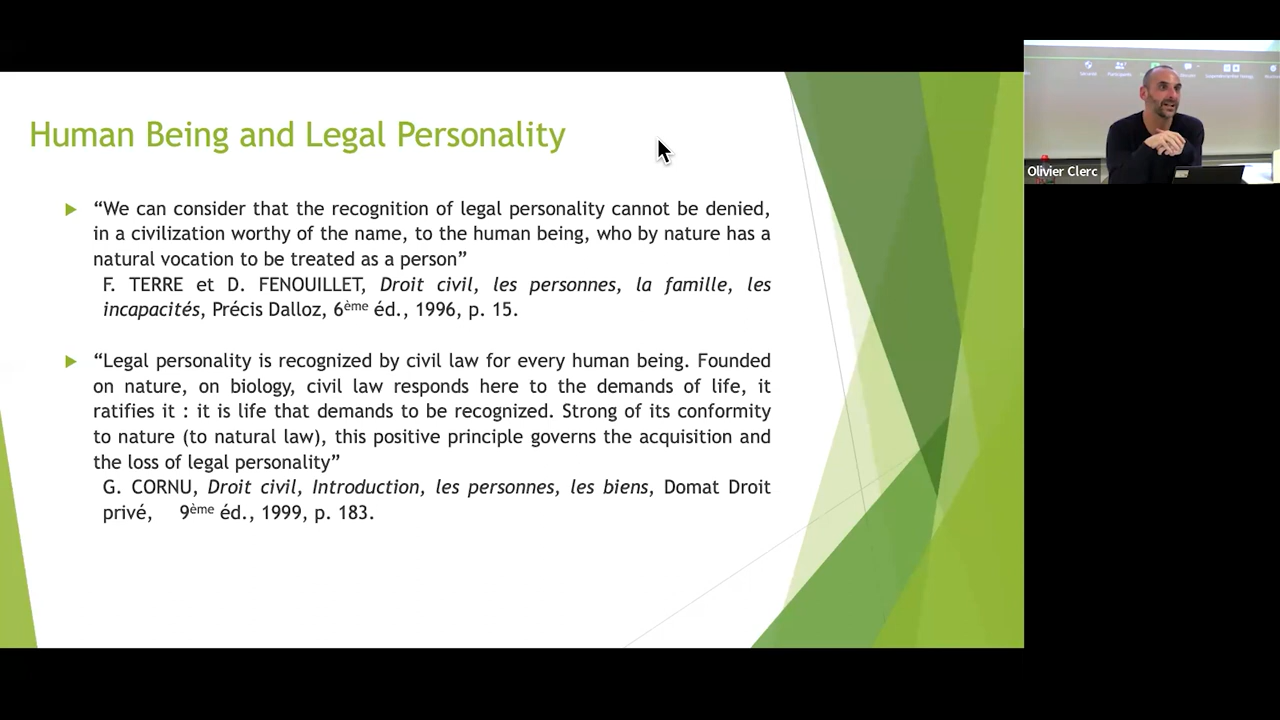 Human Being and Legal Personality
“We can consider that the recognition of legal personality cannot be denied,
in a civilization worthy of the name, to the human being, who by nature has a
natural vocation to be treated as a person”
F. TERRE et D. FENOUILLET, Droit civil, les personnes, la famille, les
incapacités, Précis Dalloz, 6ème éd., 1996, p. 15.
“Legal personality is recognized by civil law for every human being. Founded
on nature, on biology, civil law responds here to the demands of life, it
ratifies it : it is life that demands to be recognized. Strong of its conformity
to nature (to natural law), this positive principle governs the acquisition and
the loss of legal personality”
G. CORNU, Droit civil, Introduction, les personnes, les biens, Domat Droit
privé, 9ème éd., 1999, p. 183.
Olivier Clerc